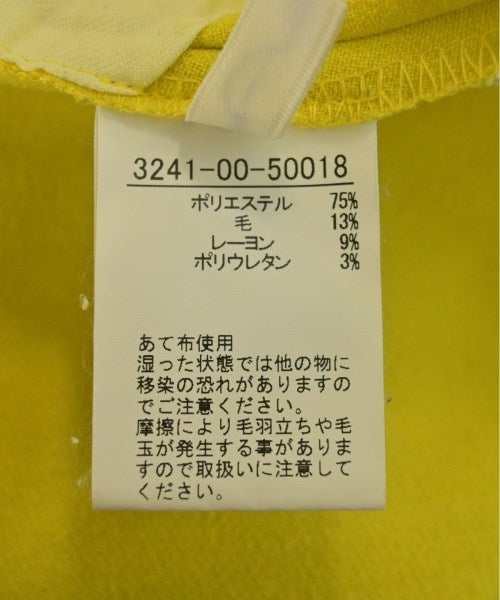 3241-00-50018
ポリエステル 75%
毛 13%
レーヨン 9%
ポリウレタン 3%
あて布使用
湿った状態では他の物に
移染の恐れがありますの
でご注意ください。
摩擦により毛羽立ちや毛
玉が発生する事がありま
すので取扱いに注意して
ください。